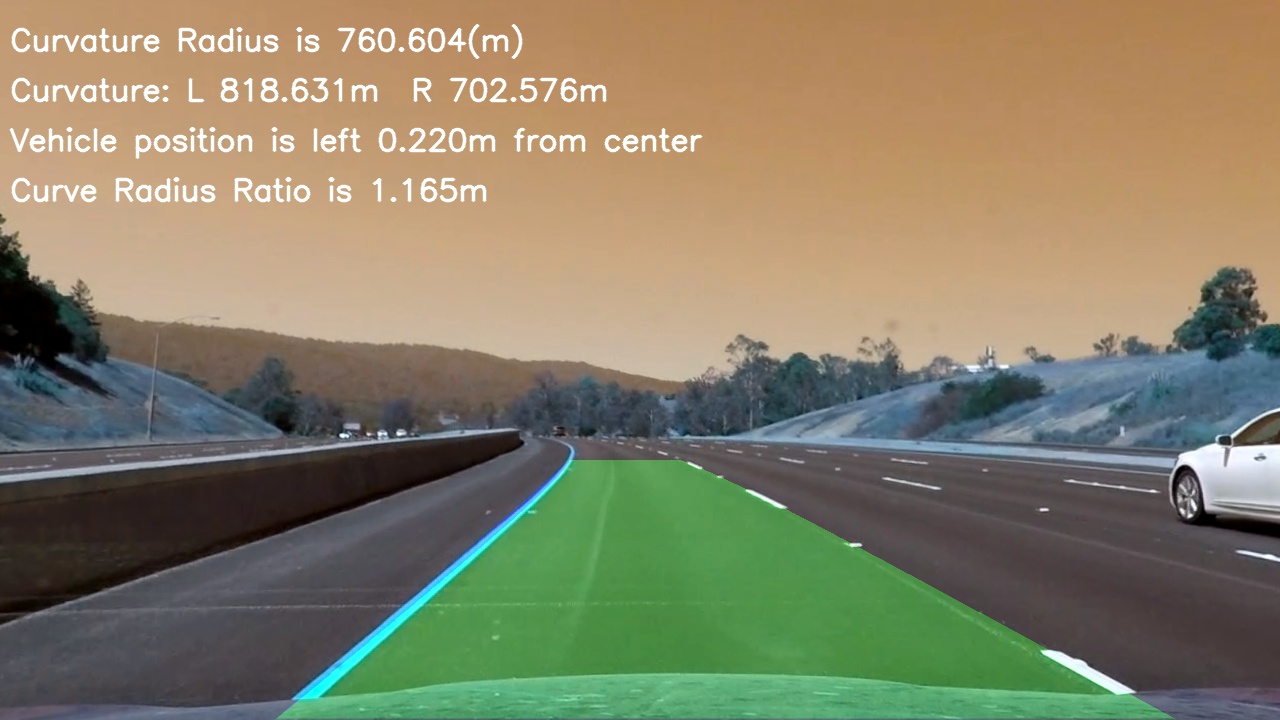 Curvature Radius is 760.604(m)
Curvature: L 818.631m R 702.576m
Vehicle position is left 0.220m from center
Curve Radius Ratio is 1.165m